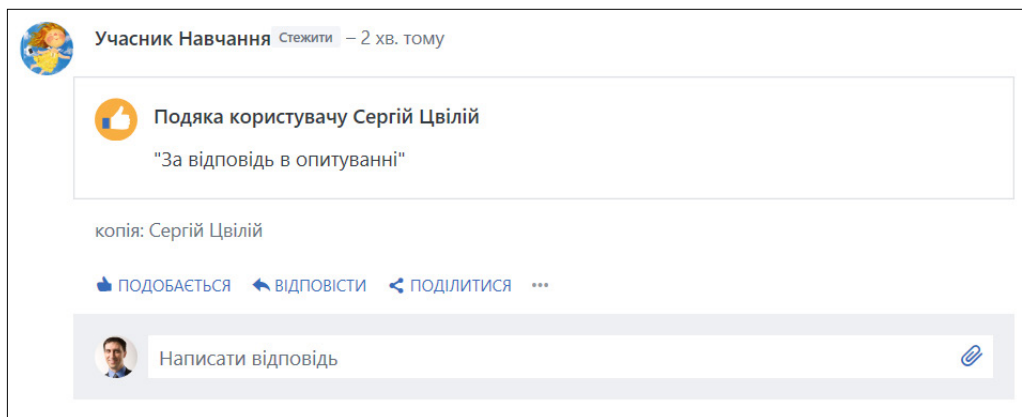 Учасник Навчання Стежити – 2 хв. тому
Подяка користувачу Сергій Цвілій
"За відповідь в опитуванні"
копія: Сергій Цвілій
ПОДОБАЄТЬСЯ ВІДПОВІСТИ ПОДІЛИТИСЯ •••
Написати відповідь